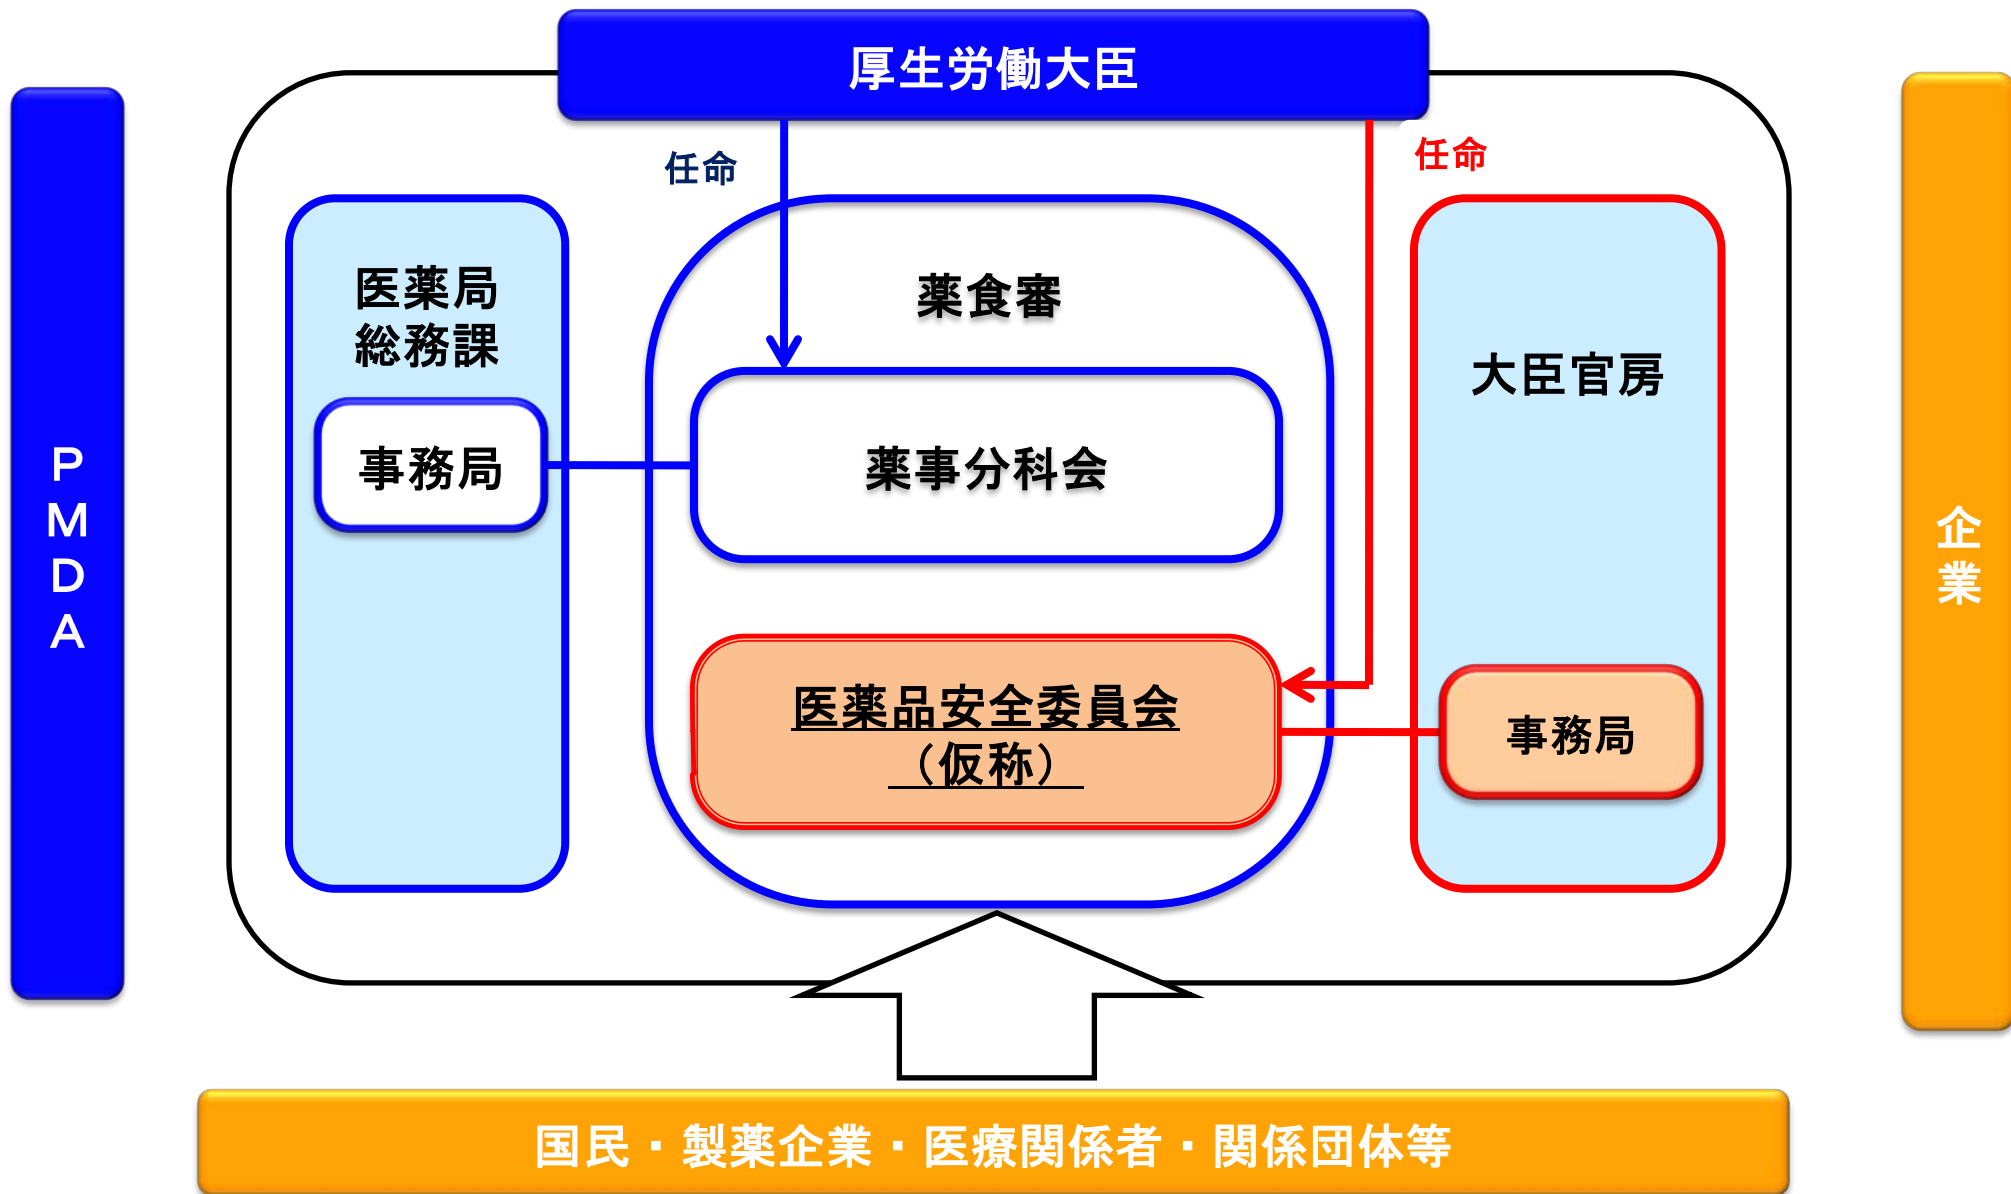 厚生労働大臣
任命
任命
医薬局
総務課
事務局
薬食審
薬事分科会
医薬品安全委員会
（仮称）
大臣官房
事務局
PMDA
企業
国民・製薬企業・医療関係者・関係団体等